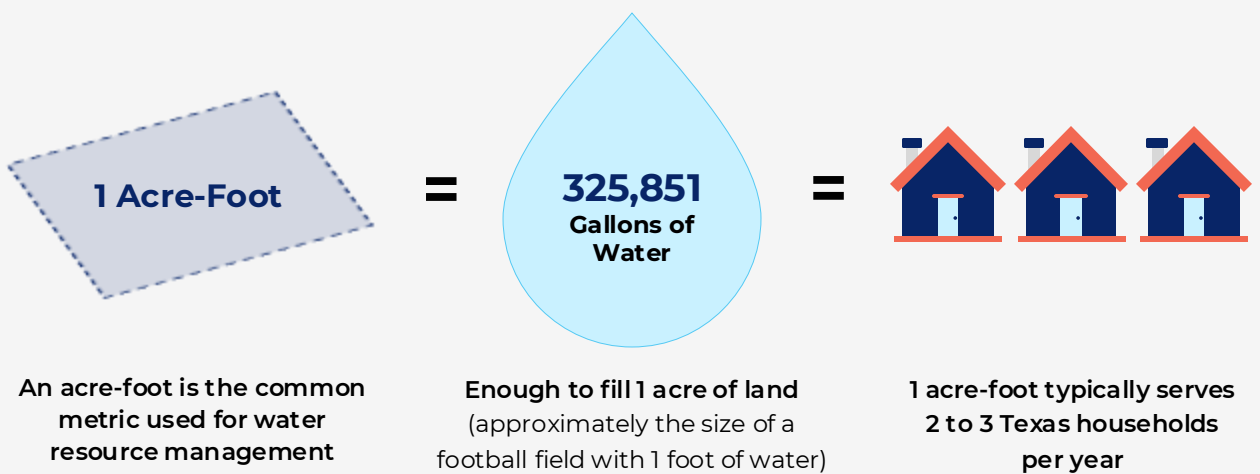 1 Acre-Foot
=
325,851
Gallons of
Water
=
An acre-foot is the common
metric used for water
resource management
Enough to fill 1 acre of land
(approximately the size of a
football field with 1 foot of water)
1 acre-foot typically serves
2 to 3 Texas households
per year